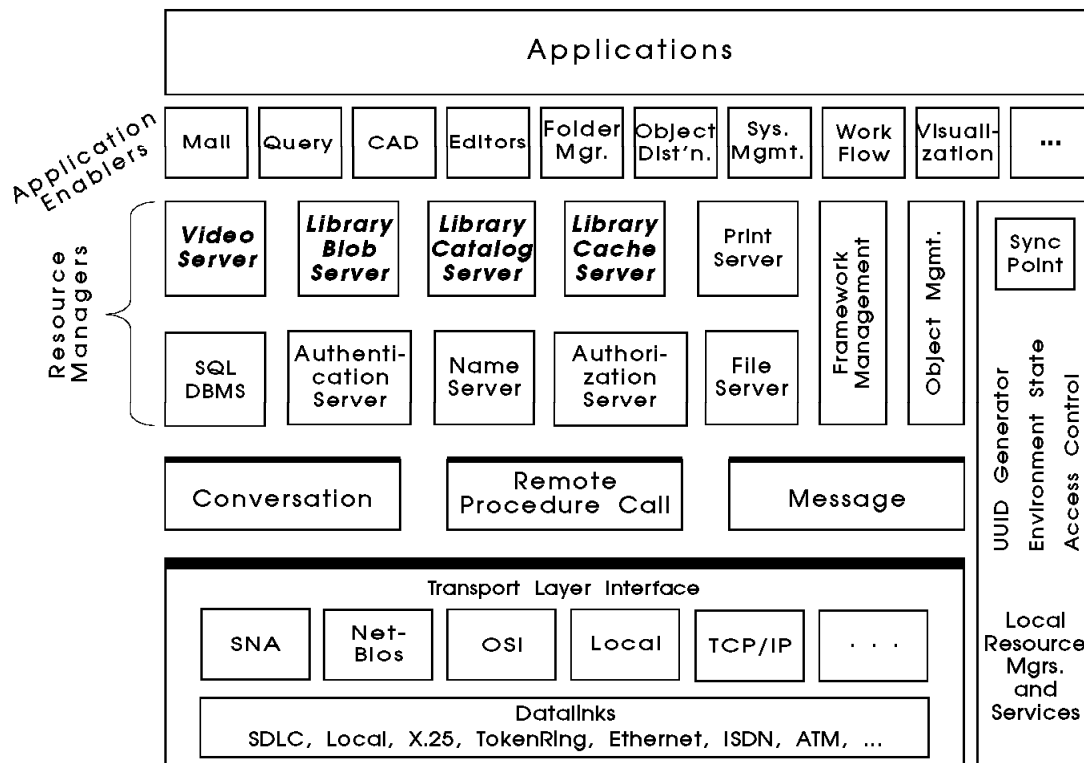 Applications
Application
Enablers
Mail
Query
CAD
Editors
Folder
Mgr.
Object
Dist'n.
Sys.
Mgmt.
Work
Flow
Visuali-
zation
...
Resource
Managers
Video
Server
Library
Blob
Server
Library
Catalog
Server
Library
Cache
Server
Print
Server
SQL
DBMS
Authenti-
cation
Server
Name
Server
Authori-
zation
Server
File
Server
Framework
Management
Object Mgmt.
Sync
Point
UUID Generator
Environment State
Access Control
Local
Resource
Mgrs.
and
Services
Conversation
Remote
Procedure Call
Message
Transport Layer Interface
SNA
Net-
Bios
OSI
Local
TCP/IP
. . .
Datalinks
SDLC, Local, X.25, TokenRing, Ethernet, ISDN, ATM, ...